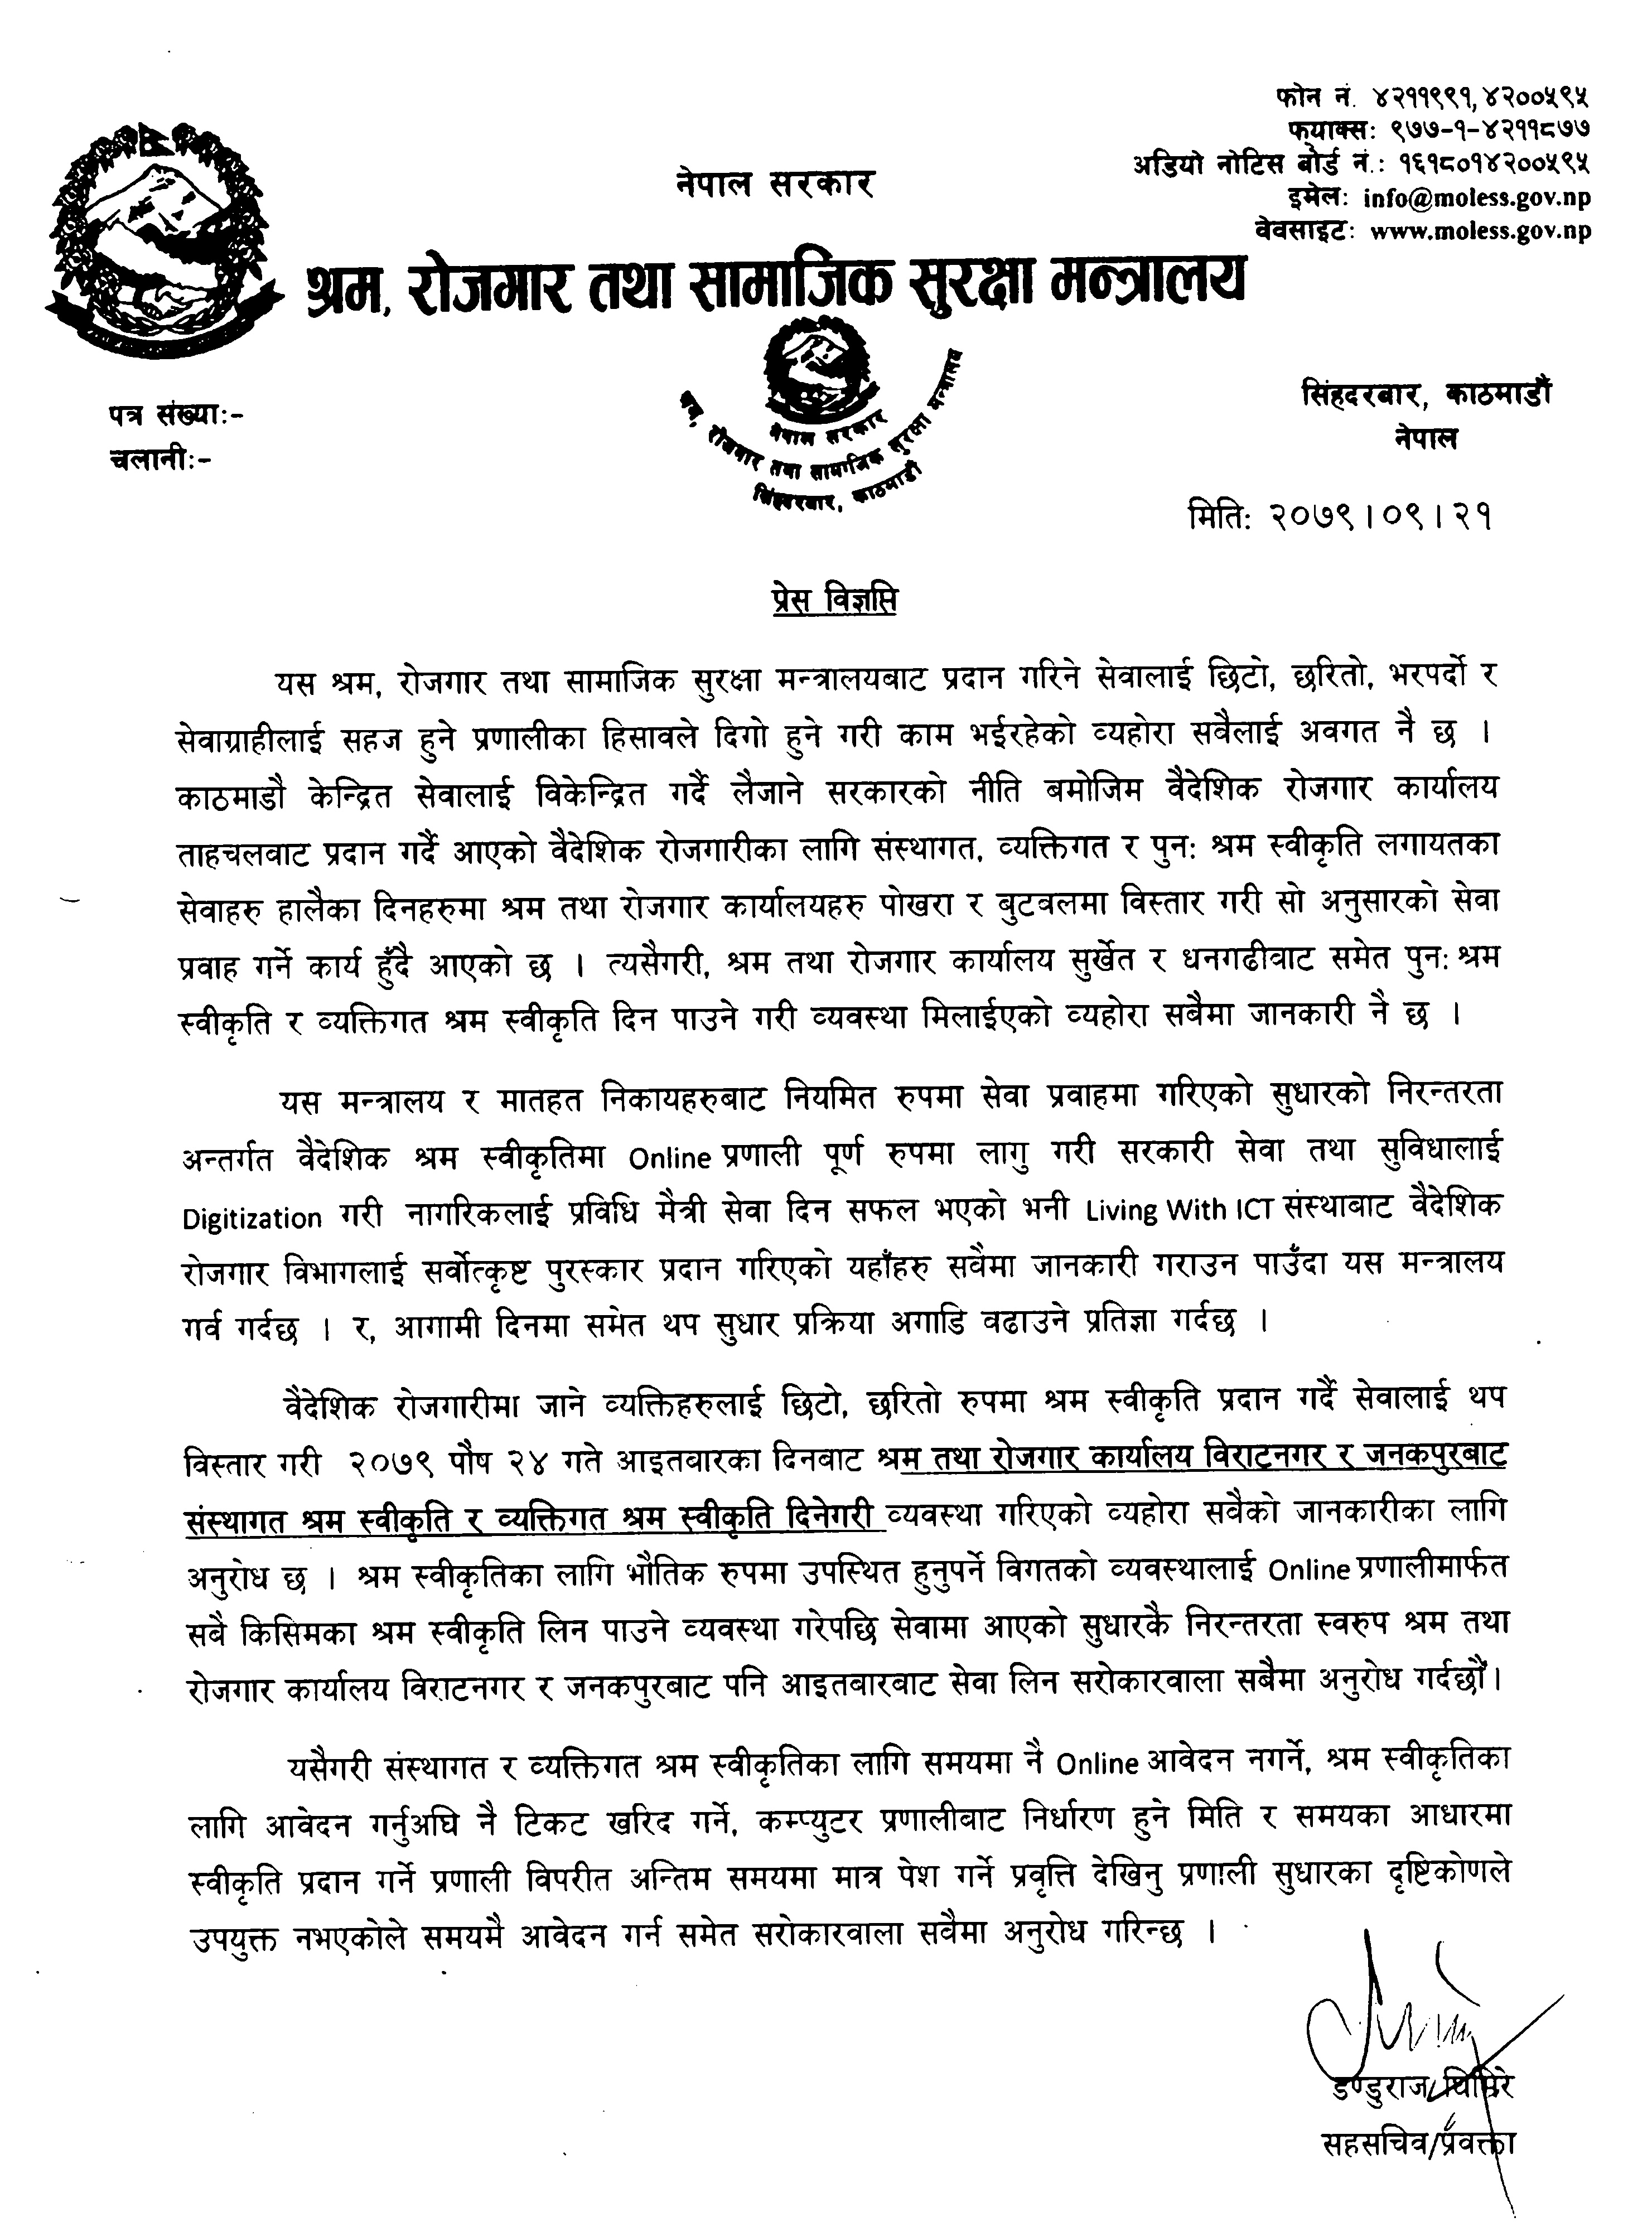 फोन नं. ४२११९९१, ४२००५९५
फयाक्स: ९७७-१-४२११८७७
अडियो नोटिस बोर्ड नं.: १६१८०१४२००५९५
इमेल: info@moless.gov.np
वेवसाइट: www.moless.gov.np
नेपाल सरकार
श्रम, रोजगार तथा सामाजिक सुरक्षा मन्त्रालय
नेपाल सरकार
श्रम, रोजगार तथा सामाजिक सुरक्षा मन्त्रालय
सिंहदरबार, काठमाडौं
पत्र संख्या:-
चलानी:-
सिंहदरबार, काठमाडौं
नेपाल
मिति: २०७९।०९।२१
प्रेस विज्ञप्ति
यस श्रम, रोजगार तथा सामाजिक सुरक्षा मन्त्रालयबाट प्रदान गरिने सेवालाई छिटो, छरितो, भरपर्दो र
सेवाग्राहीलाई सहज हुने प्रणालीका हिसावले दिगो हुने गरी काम भईरहेको व्यहोरा सवैलाई अवगत नै छ ।
काठमाडौ केन्द्रित सेवालाई विकेन्द्रित गर्दै लैजाने सरकारको नीति बमोजिम वैदेशिक रोजगार कार्यालय
ताहचलवाट प्रदान गर्दै आएको वैदेशिक रोजगारीका लागि संस्थागत, व्यक्तिगत र पुन: श्रम स्वीकृति लगायतका
सेवाहरु हालैका दिनहरुमा श्रम तथा रोजगार कार्यालयहरु पोखरा र बुटवलमा विस्तार गरी सो अनुसारको सेवा
प्रवाह गर्ने कार्य हुँदै आएको छ । त्यसैगरी, श्रम तथा रोजगार कार्यालय सुर्खेत र धनगढीवाट समेत पुन: श्रम
स्वीकृति र व्यक्तिगत श्रम स्वीकृति दिन पाउने गरी व्यवस्था मिलाईएको व्यहोरा सबैमा जानकारी नै छ ।
यस मन्त्रालय र मातहत निकायहरुबाट नियमित रुपमा सेवा प्रवाहमा गरिएको सुधारको निरन्तरता
अन्तर्गत वैदेशिक श्रम स्वीकृतिमा Online प्रणाली पूर्ण रुपमा लागु गरी सरकारी सेवा तथा सुविधालाई
Digitization गरी नागरिकलाई प्रविधि मैत्री सेवा दिन सफल भएको भनी Living With ICT संस्थाबाट वैदेशिक
रोजगार विभागलाई सर्वोत्कृष्ट पुरस्कार प्रदान गरिएको यहाँहरु सवैमा जानकारी गराउन पाउँदा यस मन्त्रालय
गर्व गर्दछ । र, आगामी दिनमा समेत थप सुधार प्रक्रिया अगाडि वढाउने प्रतिज्ञा गर्दछ ।
वैदेशिक रोजगारीमा जाने व्यक्तिहरुलाई छिटो, छरितो रुपमा श्रम स्वीकृति प्रदान गर्दै सेवालाई थप
विस्तार गरी २०७९ पौष २४ गते आइतबारका दिनबाट श्रम तथा रोजगार कार्यालय विराटनगर र जनकपुरबाट
संस्थागत श्रम स्वीकृति र व्यक्तिगत श्रम स्वीकृति दिनेगरी व्यवस्था गरिएको व्यहोरा सवैको जानकारीका लागि
अनुरोध छ । श्रम स्वीकृतिका लागि भौतिक रुपमा उपस्थित हुनुपर्ने विगतको व्यवस्थालाई Online प्रणालीमार्फत
सबै किसिमका श्रम स्वीकृति लिन पाउने व्यवस्था गरेपछि सेवामा आएको सुधारकै निरन्तरता स्वरुप श्रम तथा
रोजगार कार्यालय विराटनगर र जनकपुरबाट पनि आइतबारबाट सेवा लिन सरोकारवाला सबैमा अनुरोध गर्दछौं।
यसैगरी संस्थागत र व्यक्तिगत श्रम स्वीकृतिका लागि समयमा नै Online आवेदन नगर्ने, श्रम स्वीकृतिका
लागि आवेदन गर्नुअघि नै टिकट खरिद गर्ने, कम्प्युटर प्रणालीबाट निर्धारण हुने मिति र समयका आधारमा
स्वीकृति प्रदान गर्ने प्रणाली विपरीत अन्तिम समयमा मात्र पेश गर्ने प्रवृत्ति देखिनु प्रणाली सुधारका दृष्टिकोणले
उपयुक्त नभएकोले समयमै आवेदन गर्न समेत सरोकारवाला सवैमा अनुरोध गरिन्छ ।
डण्डुराज घिमिरे
सहसचिव/प्रवक्ता